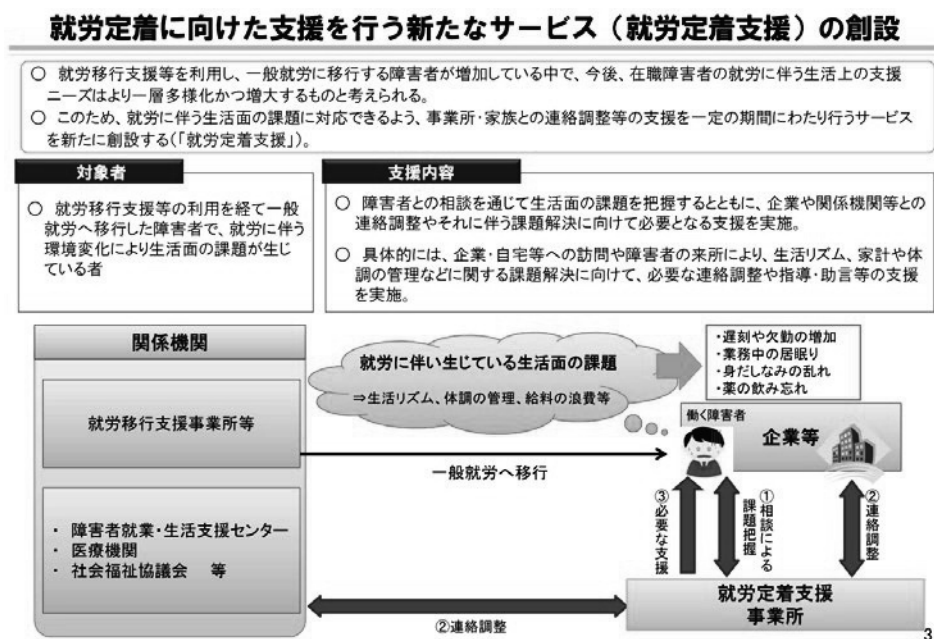 就労定着に向けた支援を行う新たなサービス（就労定着支援）の創設
○ 就労移行支援等を利用し、一般就労に移行する障害者が増加している中で、今後、在職障害者の就労に伴う生活上の支援
ニーズはより一層多様化かつ増大するものと考えられる。
○ このため、就労に伴う生活面の課題に対応できるよう、事業所・家族との連絡調整等の支援を一定の期間にわたり行うサービス
を新たに創設する（「就労定着支援」）。
対象者
○ 就労移行支援等の利用を経て一般
就労へ移行した障害者で、就労に伴う
環境変化により生活面の課題が生じ
ている者
支援内容
○ 障害者との相談を通じて生活面の課題を把握するとともに、企業や関係機関等との
連絡調整やそれに伴う課題解決に向けて必要となる支援を実施。
○ 具体的には、企業・自宅等への訪問や障害者の来所により、生活リズム、家計や体
調の管理などに関する課題解決に向けて、必要な連絡調整や指導・助言等の支援
を実施。
関係機関
就労移行支援事業所等
・ 障害者就業・生活支援センター
・ 医療機関
・ 社会福祉協議会 等
就労に伴い生じている生活面の課題
⇒生活リズム、体調の管理、給料の浪費等
・遅刻や欠勤の増加
・業務中の居眠り
・身だしなみの乱れ
・薬の飲み忘れ
働く障害者
企業等
一般就労へ移行
③必要な支援
①相談による
課題把握
②連絡調整
就労定着支援
事業所
②連絡調整
3